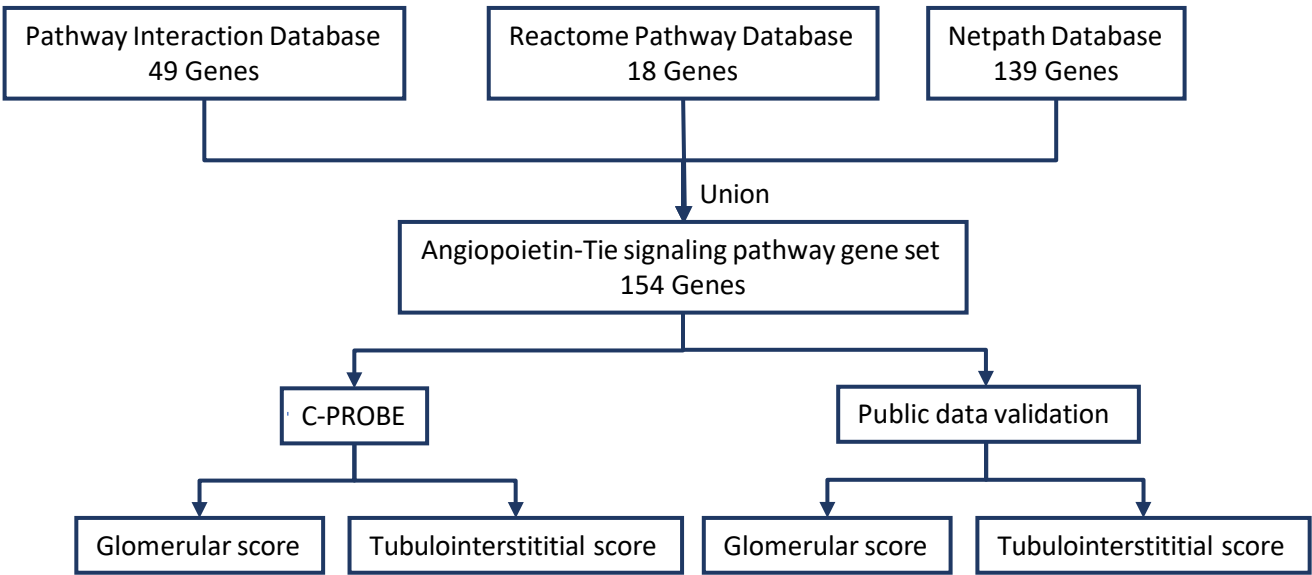 Pathway Interaction Database
49 Genes
Reactome Pathway Database
18 Genes
Netpath Database
139 Genes
Union
Angiopoietin-Tie signaling pathway gene set
154 Genes
C-PROBE
Public data validation
Glomerular score
Tubulointerstititial score
Glomerular score
Tubulointerstititial score